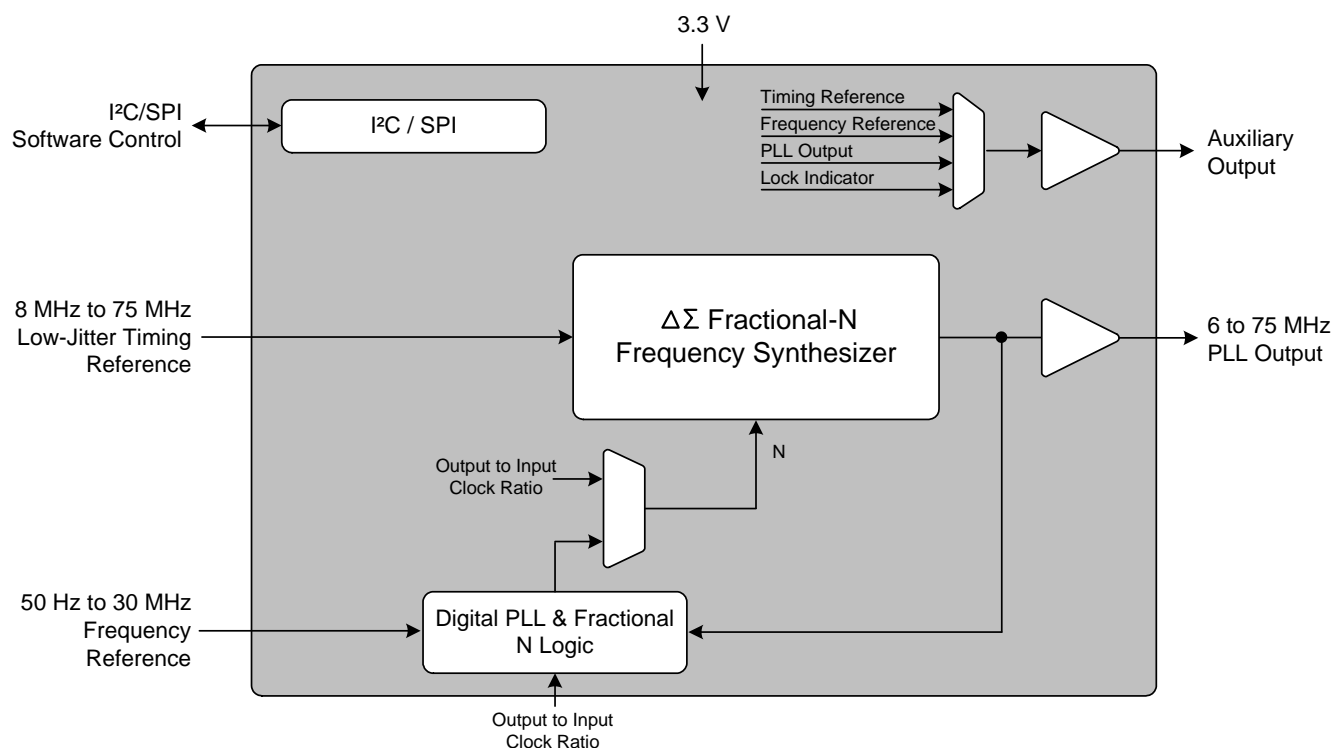 3.3 V
I²C/SPI
Software Control
I²C / SPI
Timing Reference
Frequency Reference
PLL Output
Lock Indicator
Auxiliary
Output
8 MHz to 75 MHz
Low-Jitter Timing
Reference
ΔΣ Fractional-N
Frequency Synthesizer
6 to 75 MHz
PLL Output
N
Output to Input
Clock Ratio
50 Hz to 30 MHz
Frequency
Reference
Digital PLL & Fractional
N Logic
Output to Input
Clock Ratio